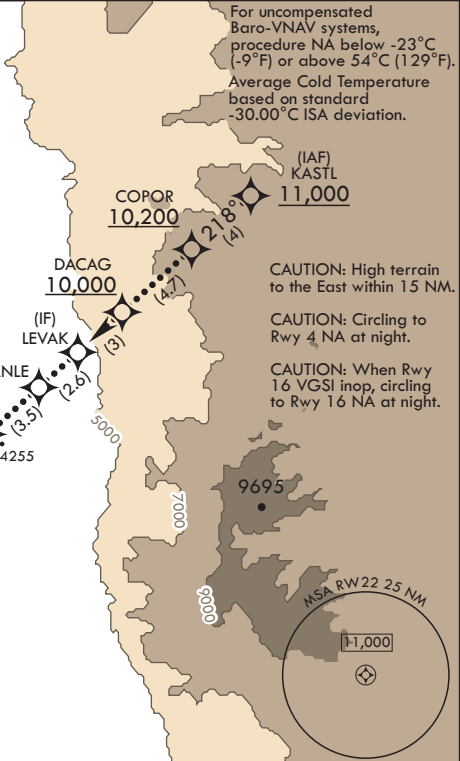 For uncompensated
Baro-VNAV systems,
procedure NA below -23°C
(-9°F) or above 54°C (129°F).
Average Cold Temperature
based on standard
-30.00°C ISA deviation.
(IAF)
KASTL
11,000
COPOR
10,200
218°
(4)
DACAG
10,000
(4.7)
(IF)
LEVAK
(3)
NLE
(2.6)
(3.5)
4255
CAUTION: High terrain
to the East within 15 NM.
CAUTION: Circling to
Rwy 4 NA at night.
CAUTION: When Rwy
16 VGSI inop, circling
to Rwy 16 NA at night.
5000
7000
9695
9000
MSA RW22 25 NM
11,000